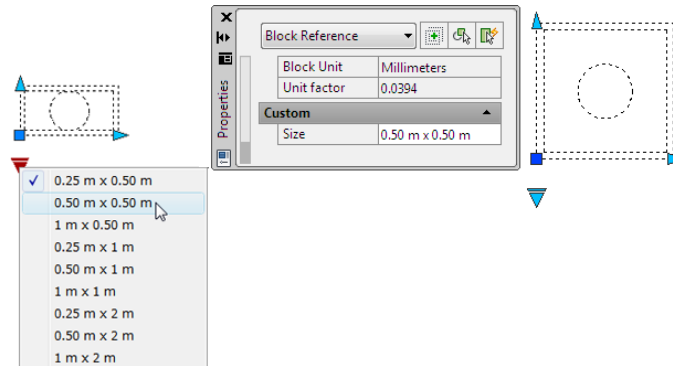 Properties
Block Reference
Block Unit Millimeters
Unit factor 0.0394
Custom
Size 0.50 m x 0.50 m
0.25 m x 0.50 m
0.50 m x 0.50 m
1 m x 0.50 m
0.25 m x 1 m
0.50 m x 1 m
1 m x 1 m
0.25 m x 2 m
0.50 m x 2 m
1 m x 2 m